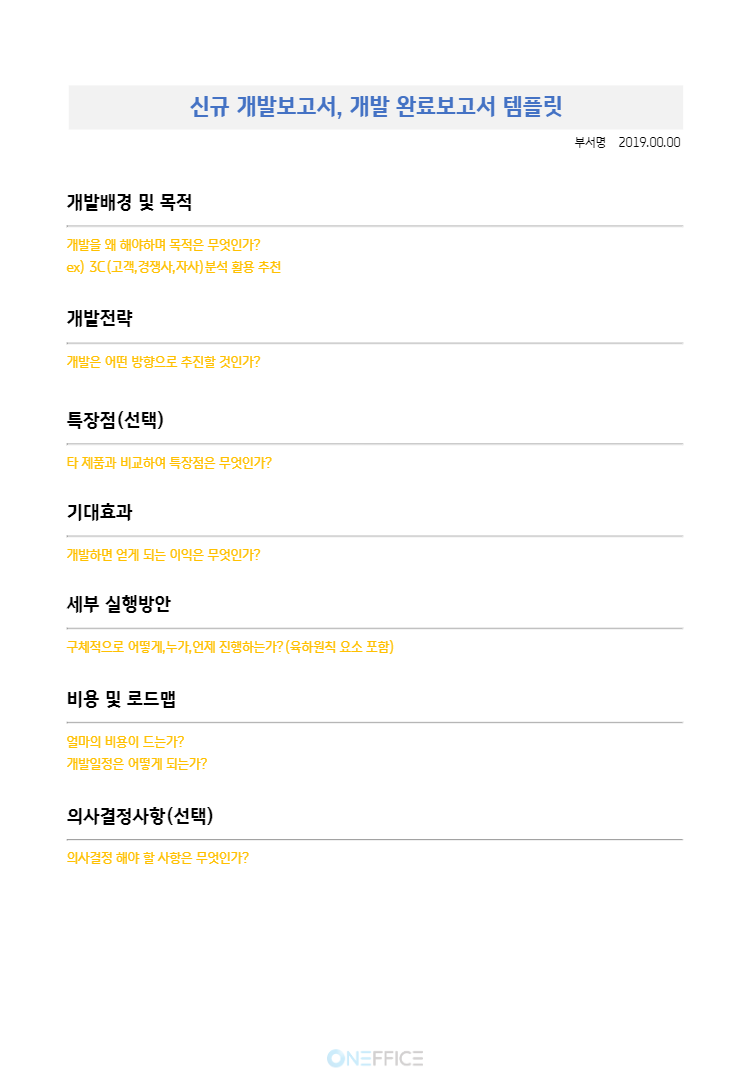 신규 개발보고서, 개발 완료보고서 템플릿
부서명 2019.00.00
개발배경 및 목적
개발을 왜 해야하며 목적은 무엇인가?
ex) 3C(고객,경쟁사,자사)분석 활용 추천
개발전략
개발은 어떤 방향으로 추진할 것인가?
특장점(선택)
타 제품과 비교하여 특장점은 무엇인가?
기대효과
개발하면 얻게 되는 이익은 무엇인가?
세부 실행방안
구체적으로 어떻게,누가,언제 진행하는가?(육하원칙 요소 포함)
비용 및 로드맵
얼마의 비용이 드는가?
개발일정은 어떻게 되는가?
의사결정사항(선택)
의사결정 해야 할 사항은 무엇인가?
ONEFFICE